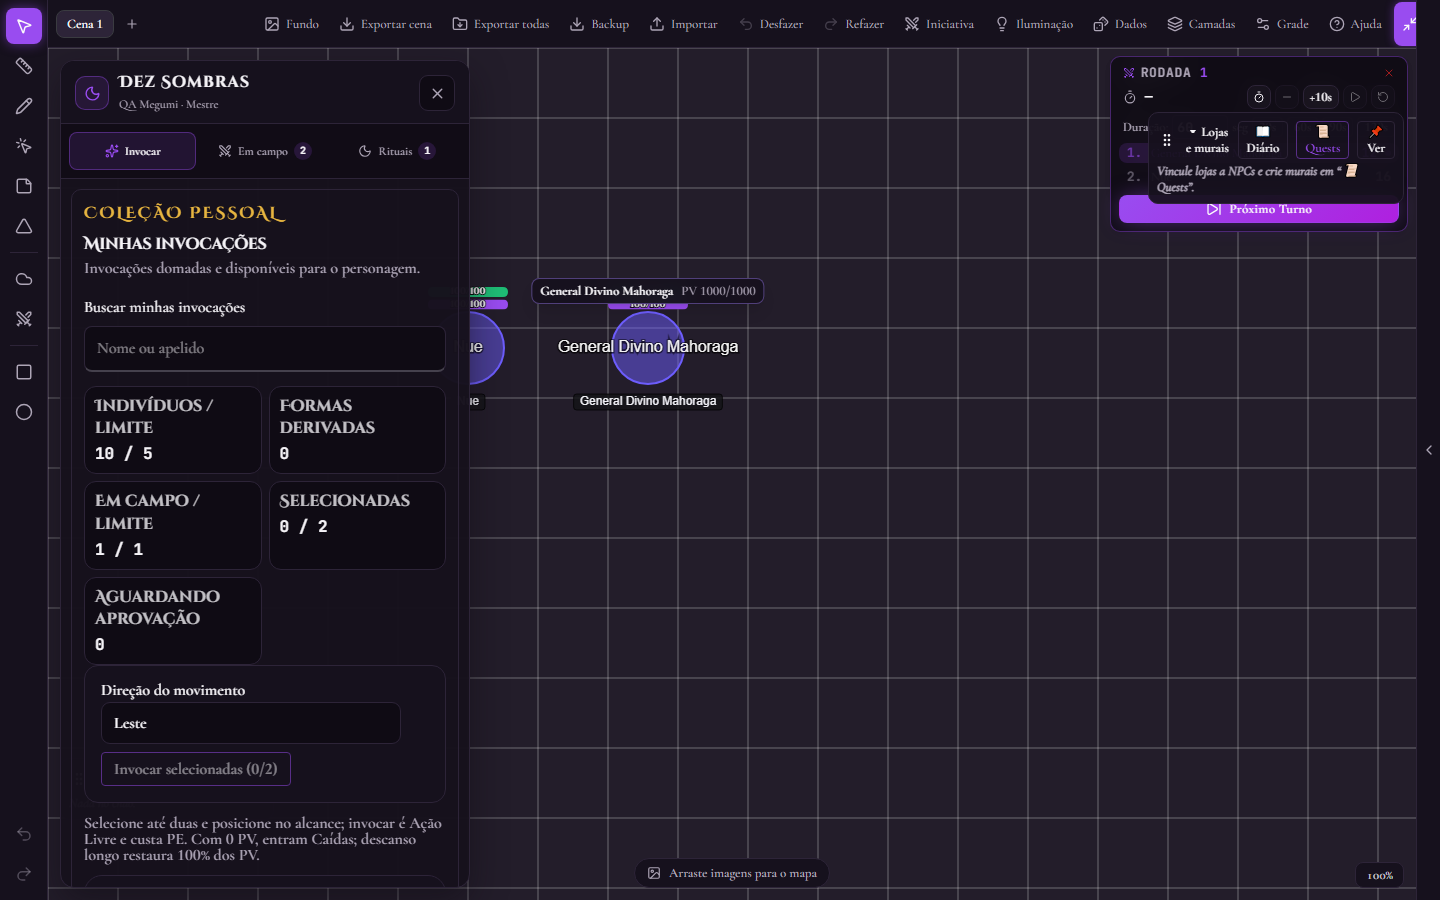 Cena 1
Fundo
Exportar cena
Exportar todas
Backup
Importar
Desfazer
Refazer
Iniciativa
Iluminação
Dados
Camadas
Grade
Ajuda
Dez Sombras
QA Megumi · Mestre
Invocar
Em campo 2
Rituais 1
COLEÇÃO PESSOAL
Minhas invocações
Invocações domadas e disponíveis para o personagem.
Buscar minhas invocações
Nome ou apelido
Indivíduos /
limite
10 / 5
Formas
derivadas
0
Em campo /
limite
1 / 1
Selecionadas
0 / 2
Aguardando
aprovação
0
Direção do movimento
Leste
Invocar selecionadas (0/2)
Selecione até duas e posicione no alcance; invocar é Ação
Livre e custa PE. Com 0 PV, entram Caídas; descanso
longo restaura 100% dos PV.
General Divino Mahoraga PV 1000/1000
General Divino Mahoraga
General Divino Mahoraga
RODADA 1
–
+10s
1.
2.
Lojas
e murais
Diário
Quests
Ver
Vincule lojas a NPCs e crie murais em “ 📜
Quests”.
Próximo Turno
Arraste imagens para o mapa
100%